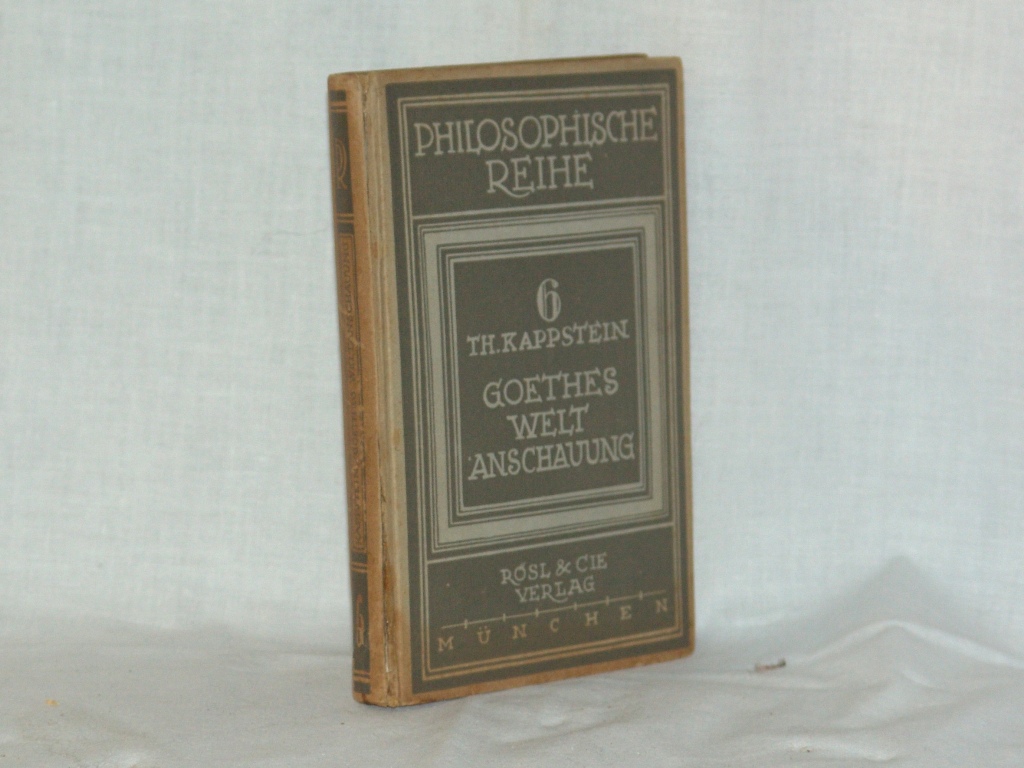 PHILOSOPHISCHE
REIHE
6
TH. KAPPSTEIN
GOETHES
WELT
ANSCHAUUNG
RÖSL & CIE
VERLAG
MÜNCHEN